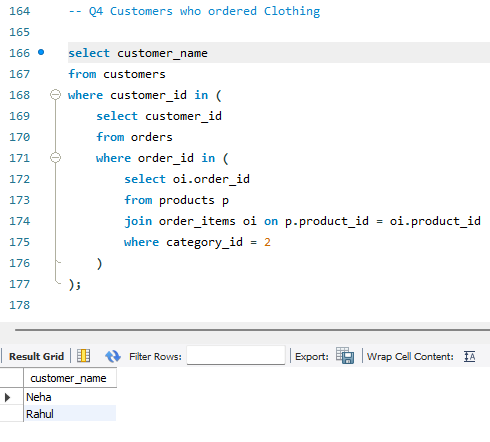 164 -- Q4 Customers who ordered Clothing
165
166 select customer_name
167 from customers
168 where customer_id in (
169 select customer_id
170 from orders
171 where order_id in (
172 select oi.order_id
173 from products p
174 join order_items oi on p.product_id = oi.product_id
175 where category_id = 2
176 )
177 );
178
Result Grid Filter Rows: Export: Wrap Cell Content: IA
customer_name
Neha
Rahul